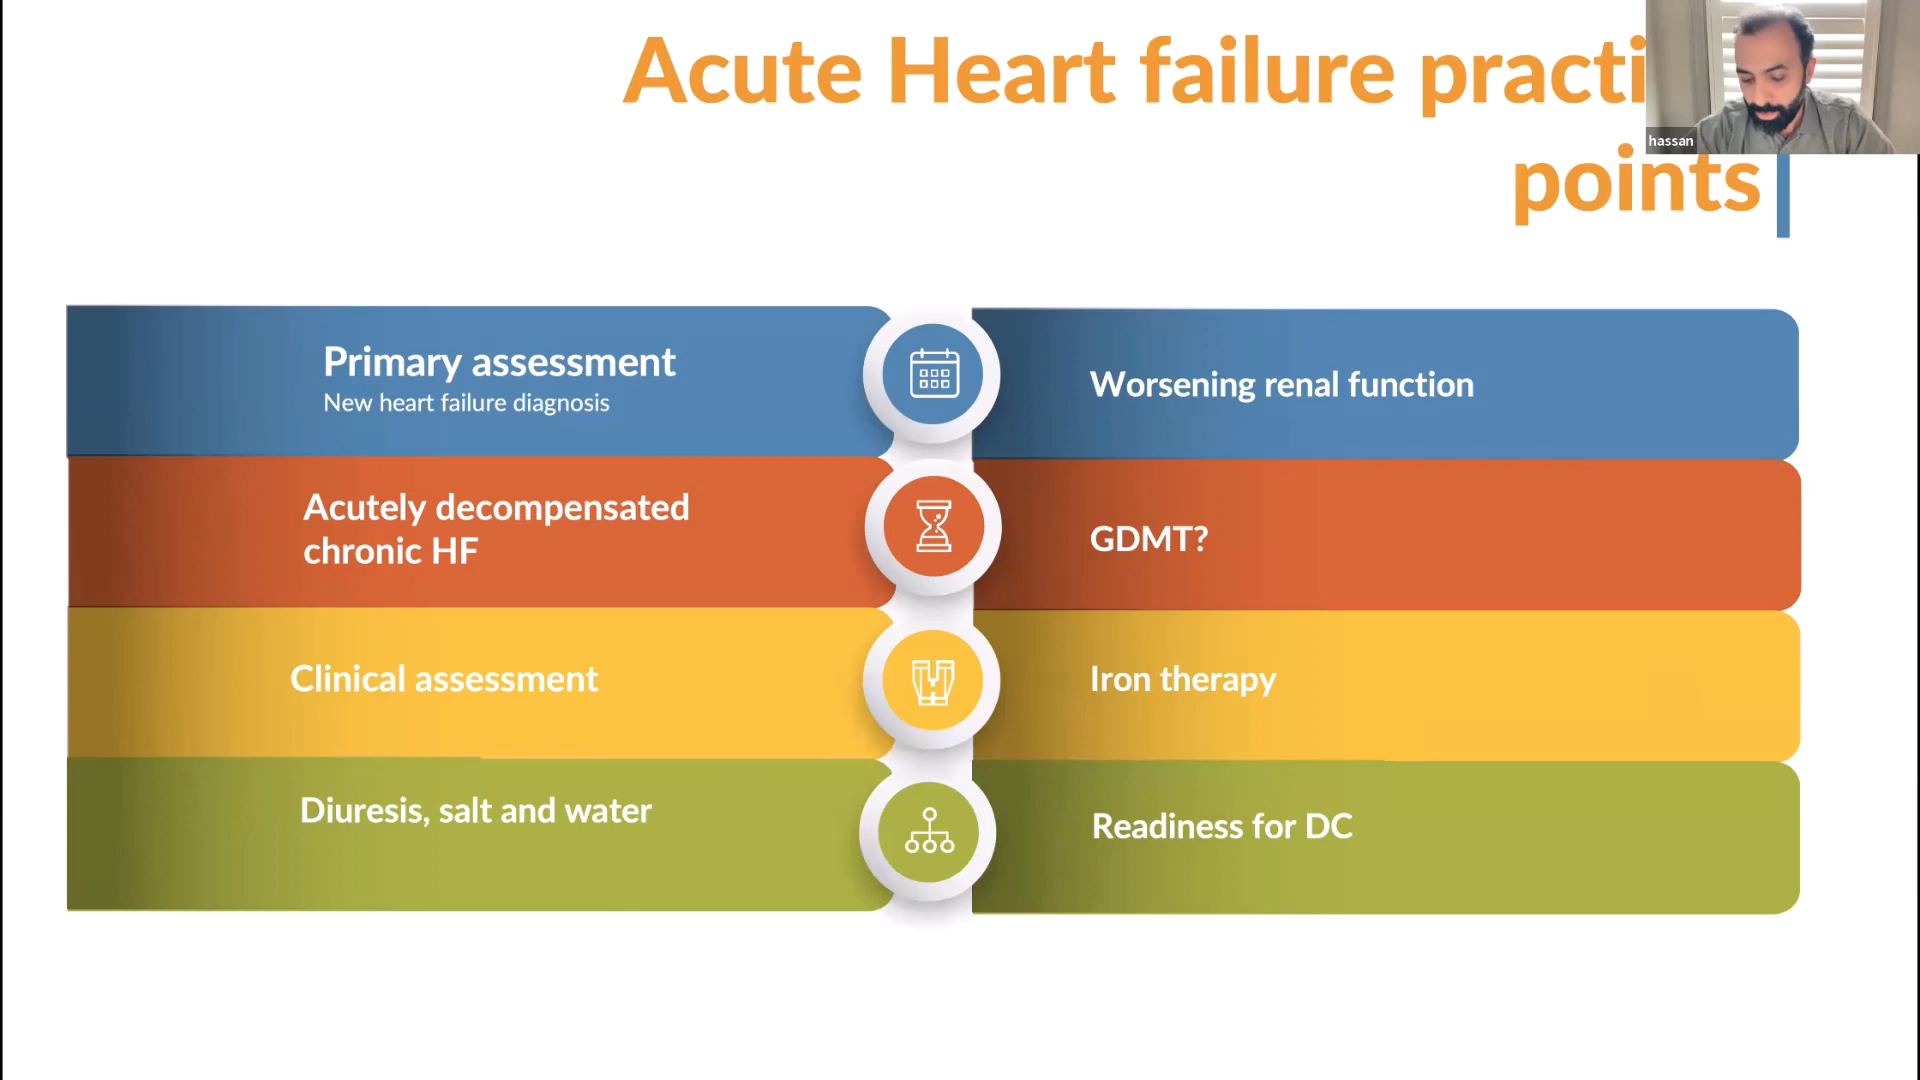 Acute Heart failure practi
points
hassan
Primary assessment
New heart failure diagnosis
Acutely decompensated
chronic HF
Clinical assessment
Diuresis, salt and water
Worsening renal function
GDMT?
Iron therapy
Readiness for DC